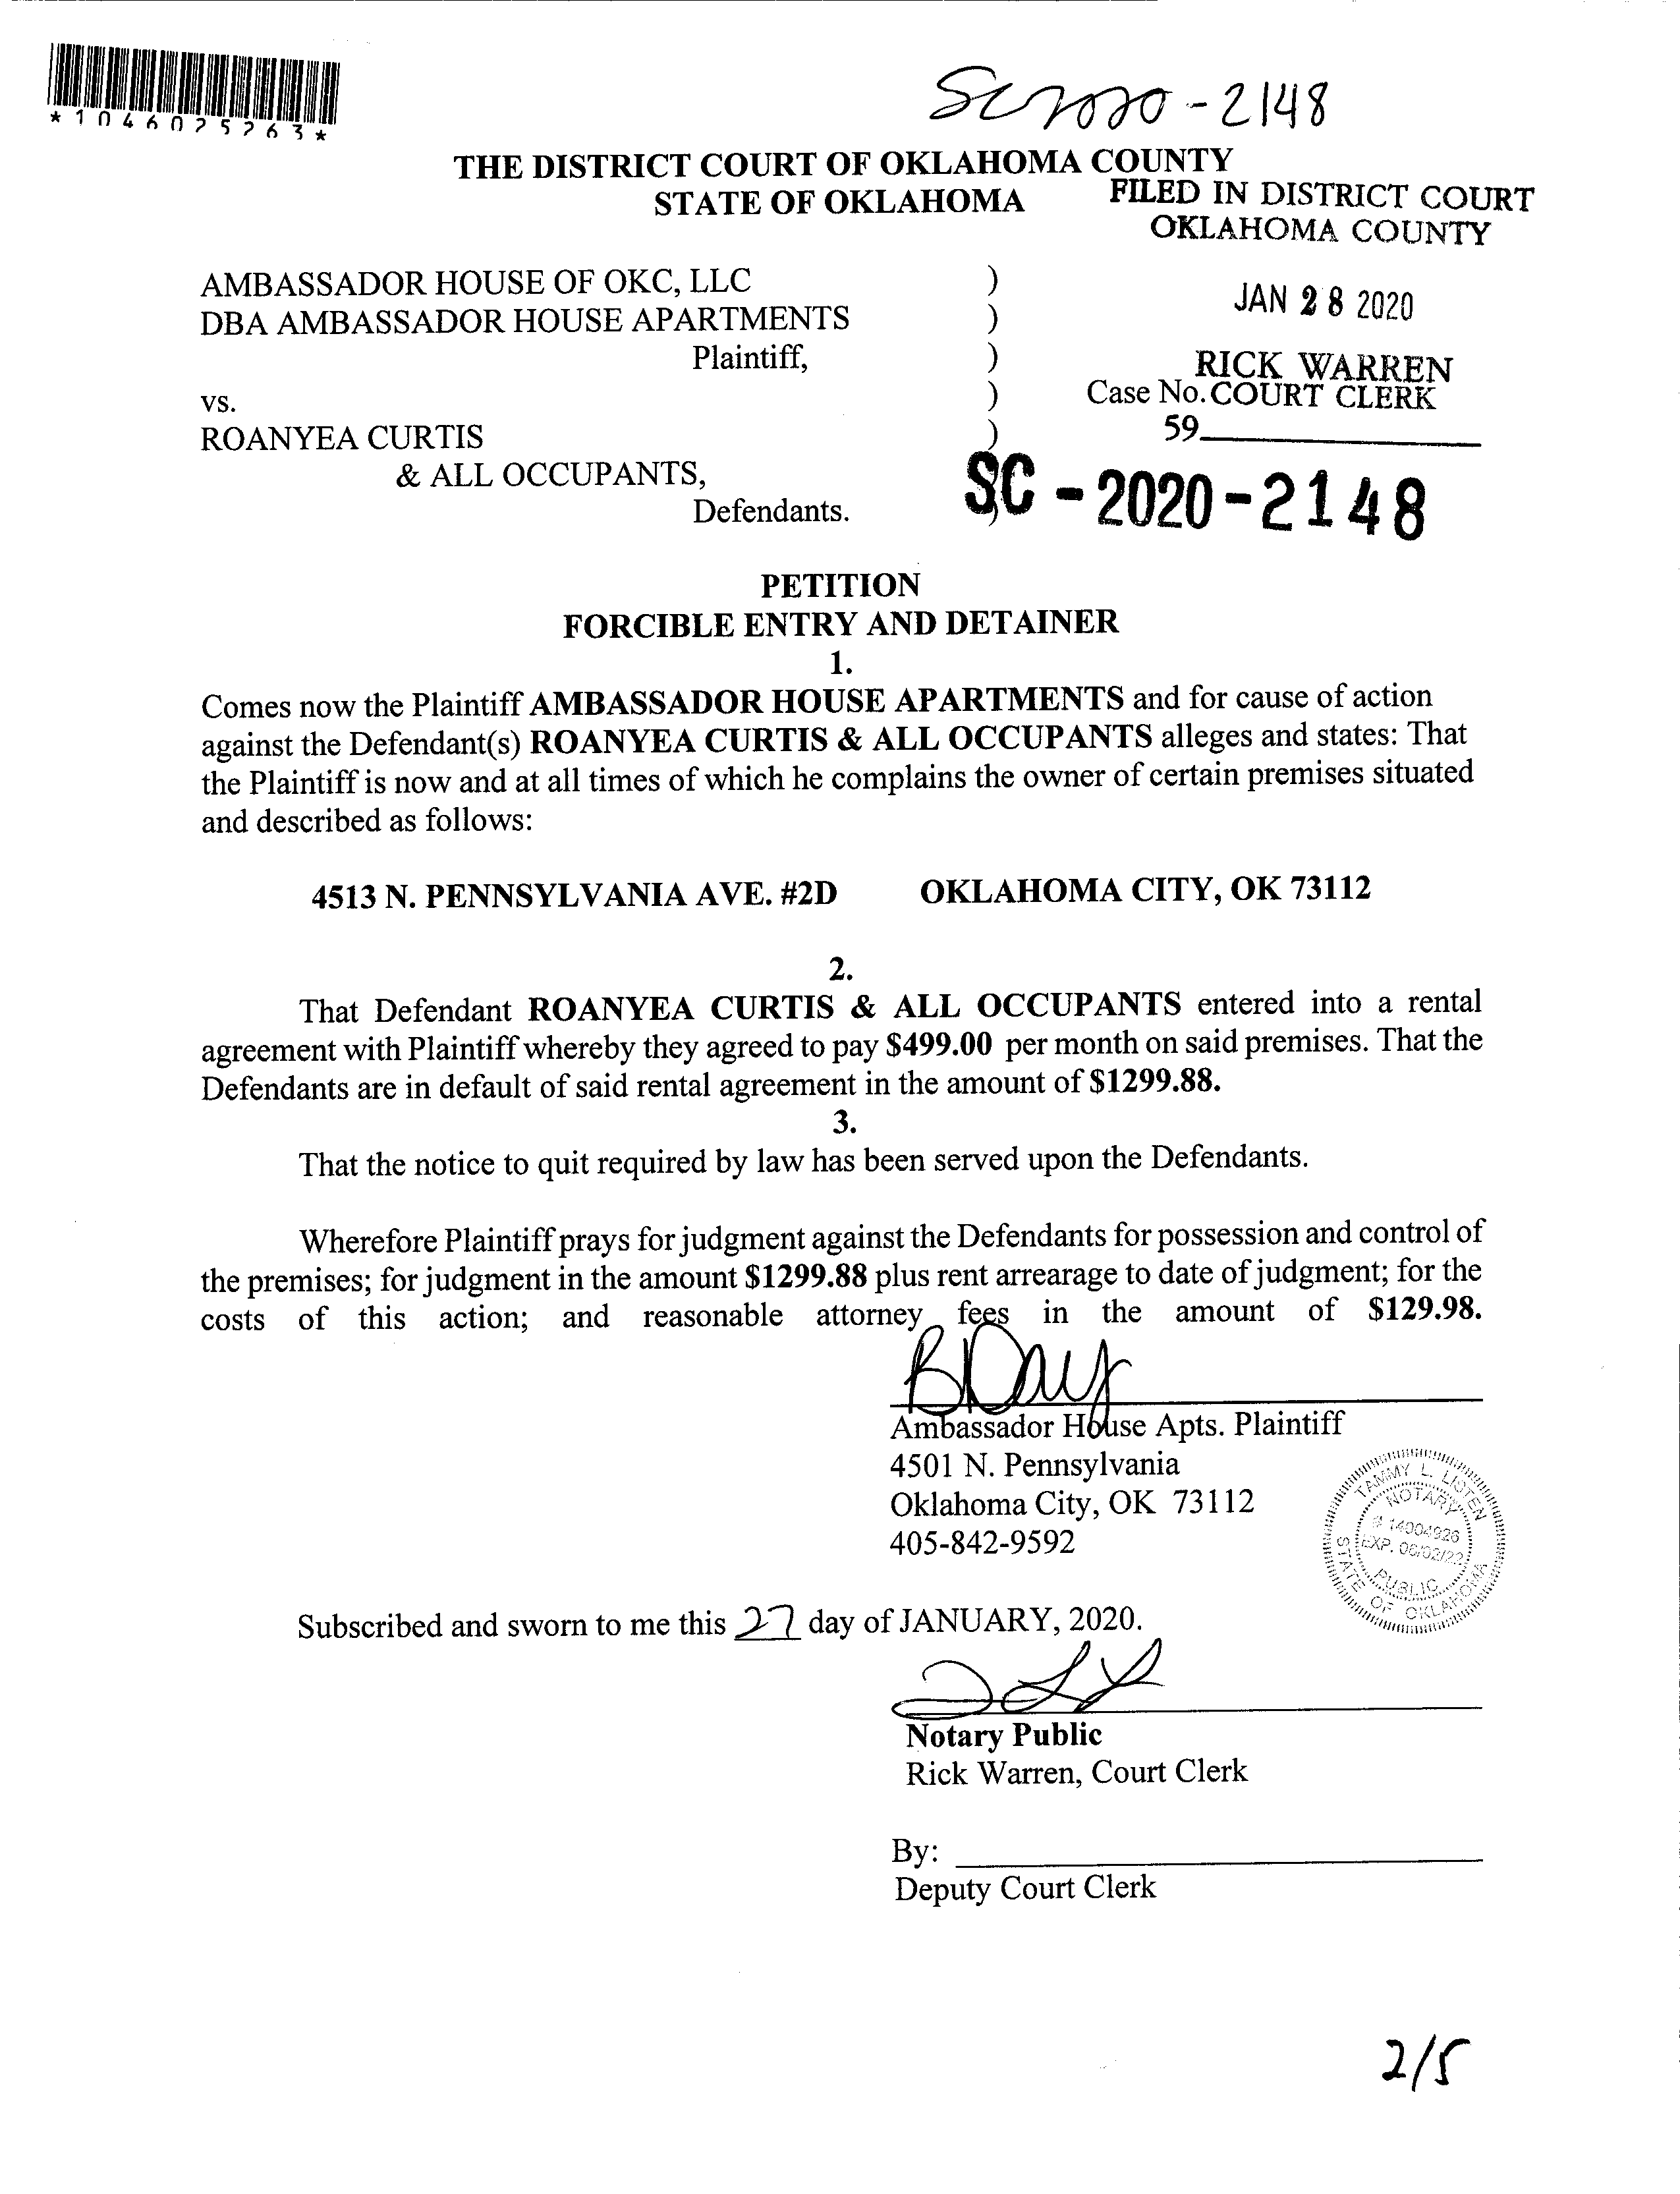 *1046025263*
SC2020-2148
THE DISTRICT COURT OF OKLAHOMA COUNTY
STATE OF OKLAHOMA
FILED IN DISTRICT COURT
OKLAHOMA COUNTY
AMBASSADOR HOUSE OF OKC, LLC )
DBA AMBASSADOR HOUSE APARTMENTS )
JAN 28 2020
Plaintiff, )
RICK WARREN
vs. ) Case No. COURT CLERK
ROANYEA CURTIS ) 59
& ALL OCCUPANTS,
SC-2020-2148
Defendants. )
PETITION
FORCIBLE ENTRY AND DETAINER
1.
Comes now the Plaintiff AMBASSADOR HOUSE APARTMENTS and for cause of action
against the Defendant(s) ROANYEA CURTIS & ALL OCCUPANTS alleges and states: That
the Plaintiff is now and at all times of which he complains the owner of certain premises situated
and described as follows:
4513 N. PENNSYLVANIA AVE. #2D OKLAHOMA CITY, OK 73112
2.
That Defendant ROANYEA CURTIS & ALL OCCUPANTS entered into a rental
agreement with Plaintiff whereby they agreed to pay $499.00 per month on said premises. That the
Defendants are in default of said rental agreement in the amount of $1299.88.
3.
That the notice to quit required by law has been served upon the Defendants.
Wherefore Plaintiff prays for judgment against the Defendants for possession and control of
the premises; for judgment in the amount $1299.88 plus rent arrearage to date of judgment; for the
costs of this action; and reasonable attorney fees in the amount of $129.98.
Ambassador House Apts. Plaintiff
4501 N. Pennsylvania
Oklahoma City, OK 73112
405-842-9592
TAMMY L. LISTEN
NOTARY
# 14004926
EXP. 06/02/22
PUBLIC
STATE OF OKLAHOMA
Subscribed and sworn to me this 27 day of JANUARY, 2020.
Notary Public
Rick Warren, Court Clerk
By:
Deputy Court Clerk
2/5